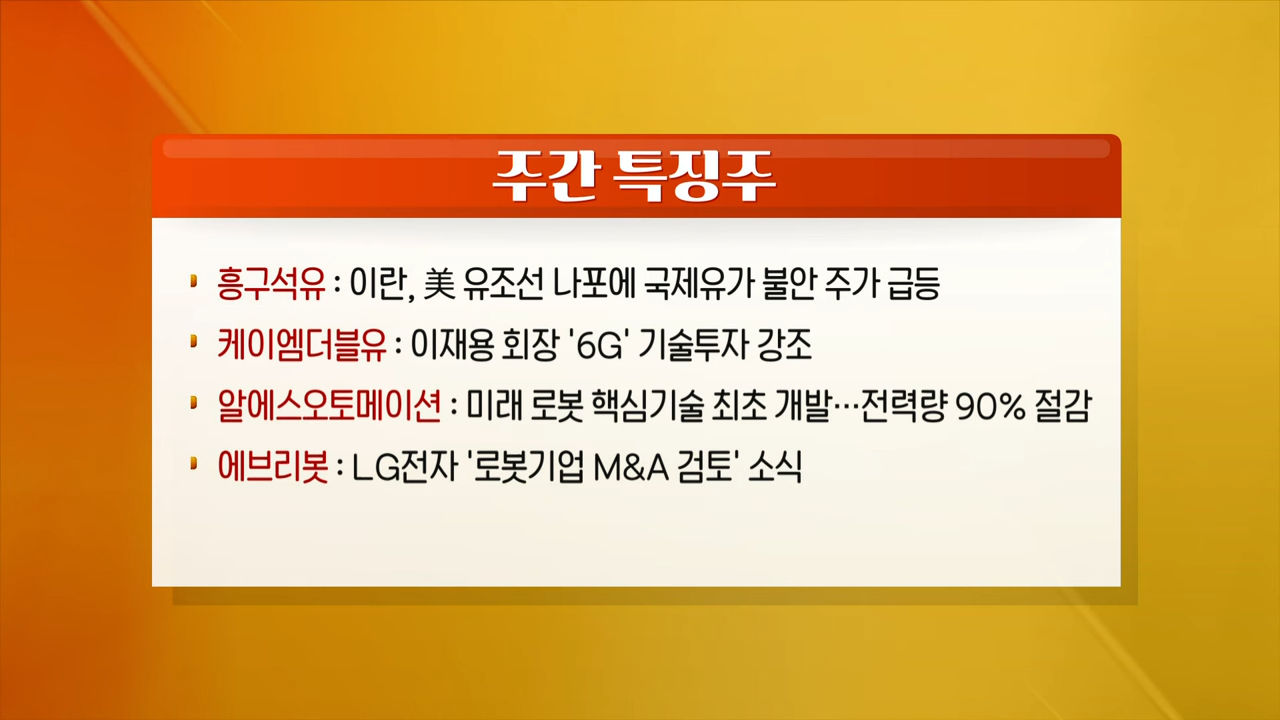 주간 특징주
흥구석유 : 이란, 美 유조선 나포에 국제유가 불안 주가 급등
케이엠더블유 : 이재용 회장 '6G' 기술투자 강조
알에스오토메이션 : 미래 로봇 핵심기술 최초 개발…전력량 90% 절감
에브리봇 : LG전자 '로봇기업 M&A 검토' 소식